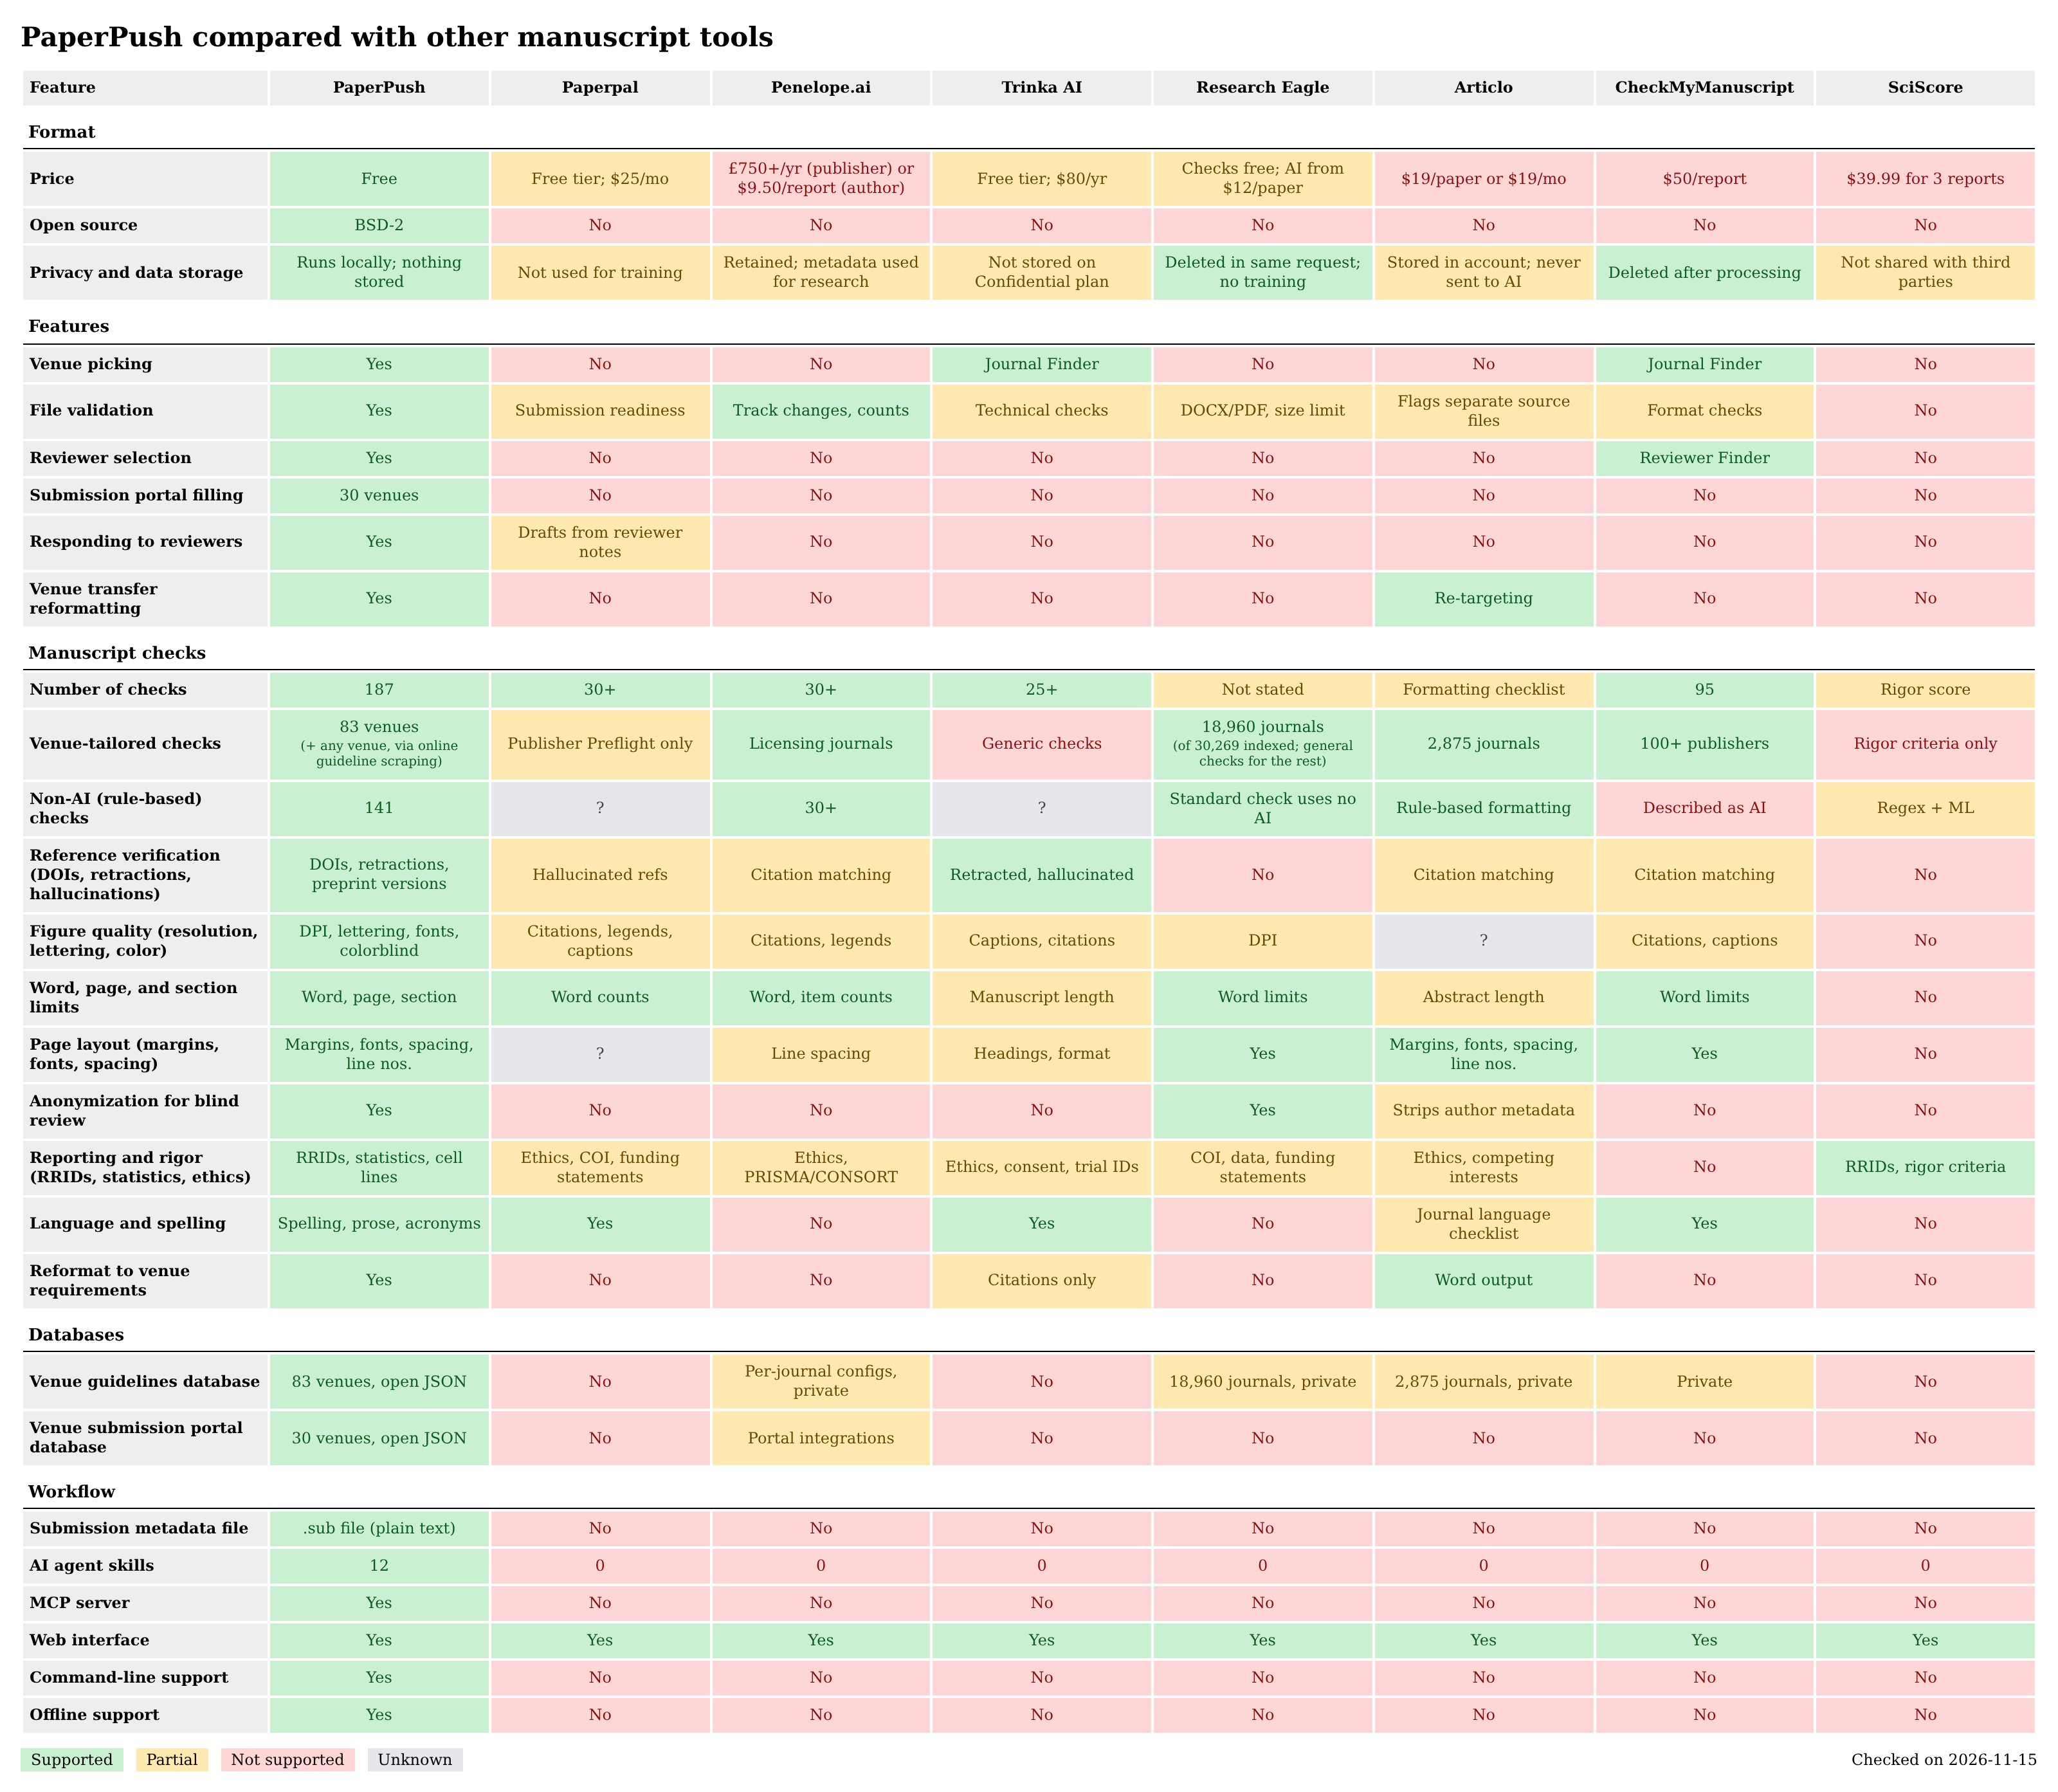 PaperPush compared with other manuscript tools
Feature PaperPush Paperpal Penelope.ai Trinka AI Research Eagle Articlo CheckMyManuscript SciScore
Format
Price Free Free tier; $25/mo £750+/yr (publisher) or $9.50/report (author) Free tier; $80/yr Checks free; AI from $12/paper $19/paper or $19/mo $50/report $39.99 for 3 reports
Open source BSD-2 No No No No No No No
Privacy and data storage Runs locally; nothing stored Not used for training Retained; metadata used for research Not stored on Confidential plan Deleted in same request; no training Stored in account; never sent to AI Deleted after processing Not shared with third parties
Features
Venue picking Yes No No Journal Finder No No Journal Finder No
File validation Yes Submission readiness Track changes, counts Technical checks DOCX/PDF, size limit Flags separate source files Format checks No
Reviewer selection Yes No No No No No Reviewer Finder No
Submission portal filling 30 venues No No No No No No No
Responding to reviewers Yes Drafts from reviewer notes No No No No No No
Venue transfer reformatting Yes No No No No Re-targeting No No
Manuscript checks
Number of checks 187 30+ 30+ 25+ Not stated Formatting checklist 95 Rigor score
Venue-tailored checks 83 venues (+ any venue, via online guideline scraping) Publisher Preflight only Licensing journals Generic checks 18,960 journals (of 30,269 indexed; general checks for the rest) 2,875 journals 100+ publishers Rigor criteria only
Non-AI (rule-based) checks 141 ? 30+ ? Standard check uses no AI Rule-based formatting Described as AI Regex + ML
Reference verification (DOIs, retractions, hallucinations) DOIs, retractions, preprint versions Hallucinated refs Citation matching Retracted, hallucinated No Citation matching Citation matching No
Figure quality (resolution, lettering, color) DPI, lettering, fonts, colorblind Citations, legends, captions Citations, legends Captions, citations DPI ? Citations, captions No
Word, page, and section limits Word, page, section Word counts Word, item counts Manuscript length Word limits Abstract length Word limits No
Page layout (margins, fonts, spacing) Margins, fonts, spacing, line nos. ? Line spacing Headings, format Yes Margins, fonts, spacing, line nos. Yes No
Anonymization for blind review Yes No No No Yes Strips author metadata No No
Reporting and rigor (RRIDs, statistics, ethics) RRIDs, statistics, cell lines Ethics, COI, funding statements Ethics, PRISMA/CONSORT Ethics, consent, trial IDs COI, data, funding statements Ethics, competing interests No RRIDs, rigor criteria
Language and spelling Spelling, prose, acronyms Yes No Yes No Journal language checklist Yes No
Reformat to venue requirements Yes No No Citations only No Word output No No
Databases
Venue guidelines database 83 venues, open JSON No Per-journal configs, private No 18,960 journals, private 2,875 journals, private Private No
Venue submission portal database 30 venues, open JSON No Portal integrations No No No No No
Workflow
Submission metadata file .sub file (plain text) No No No No No No No
AI agent skills 12 0 0 0 0 0 0 0
MCP server Yes No No No No No No No
Web interface Yes Yes Yes Yes Yes Yes Yes Yes
Command-line support Yes No No No No No No No
Offline support Yes No No No No No No No
Supported Partial Not supported Unknown Checked on 2026-11-15